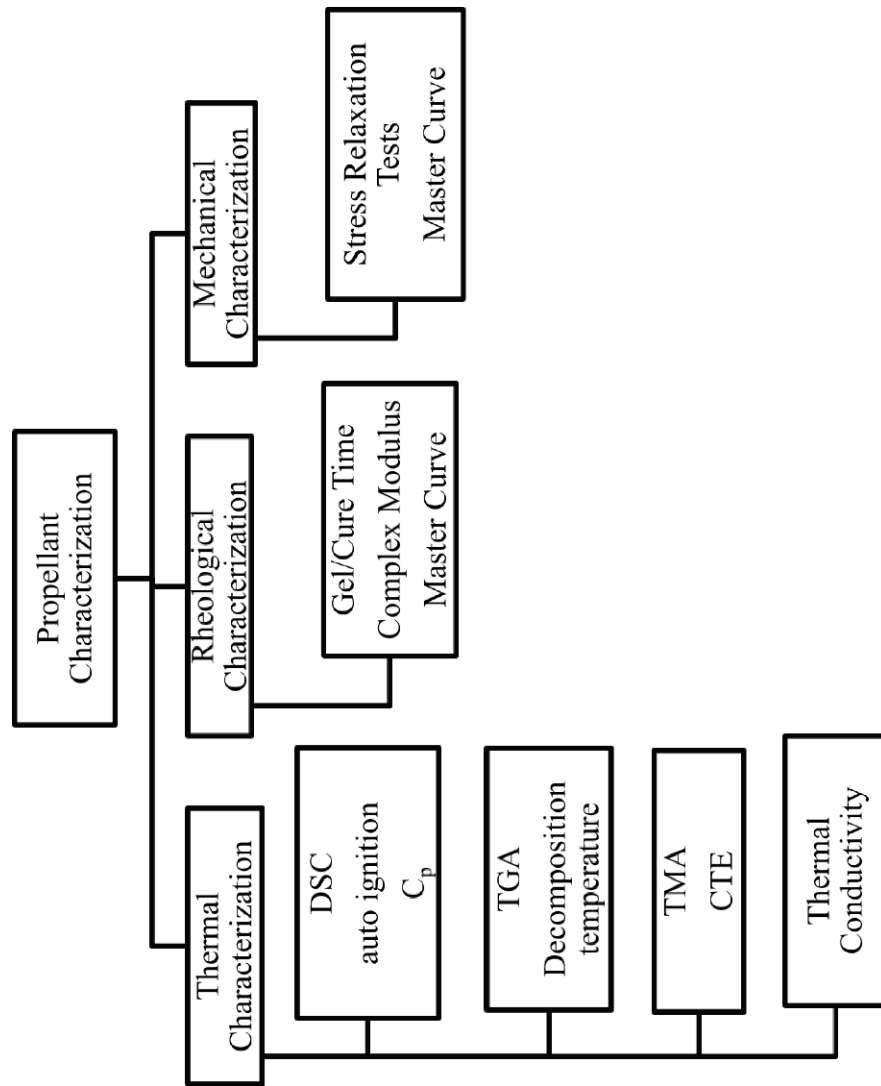 Propellant
Characterization
Thermal
Characterization
DSC
auto ignition
Cₚ
TGA
Decomposition
temperature
TMA
CTE
Thermal
Conductivity
Rheological
Characterization
Gel/Cure Time
Complex Modulus
Master Curve
Mechanical
Characterization
Stress Relaxation
Tests
Master Curve